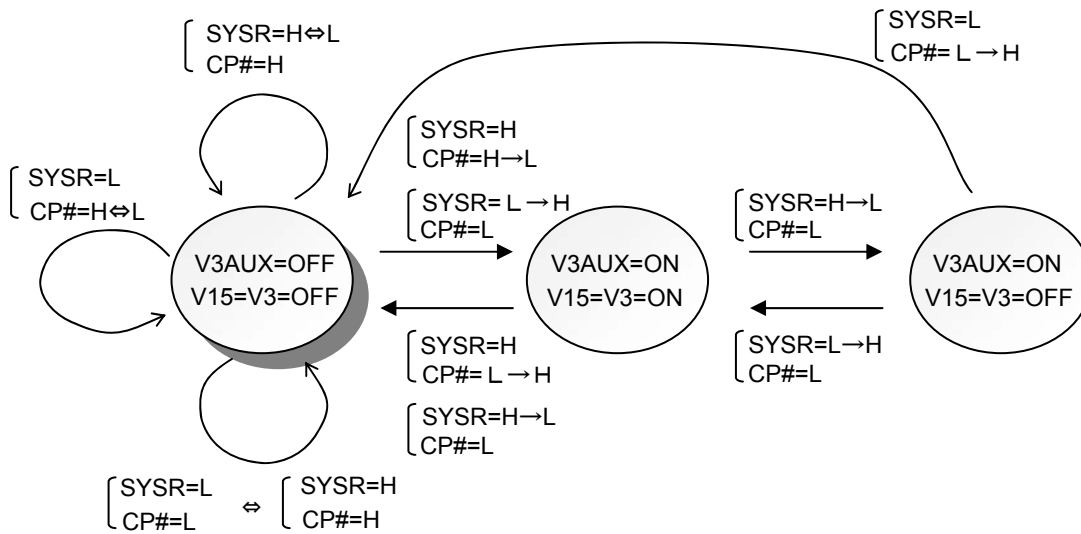 SYSR=H⇔L
CP#=H
SYSR=L
CP#=L→H
SYSR=H
CP#=H→L
SYSR=L
CP#=H⇔L
SYSR=L→H
CP#=L
SYSR=H→L
CP#=L
V3AUX=OFF
V15=V3=OFF
V3AUX=ON
V15=V3=ON
V3AUX=ON
V15=V3=OFF
SYSR=H
CP#=L→H
SYSR=L→H
CP#=L
SYSR=H→L
CP#=L
SYSR=L
CP#=L
⇔
SYSR=H
CP#=H